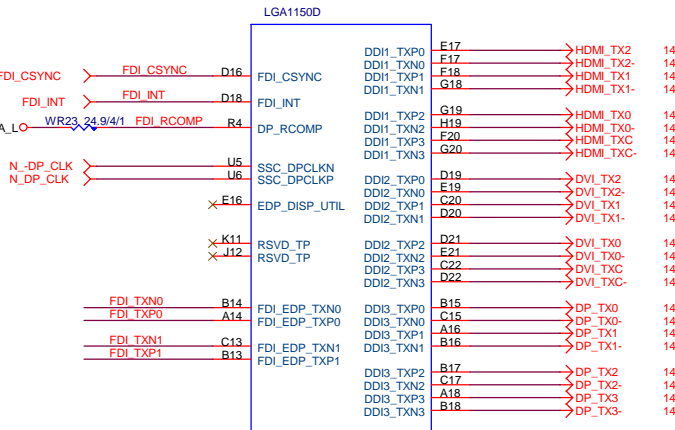 LGA1150D
FDI_CSYNC FDI_CSYNC D16 FDI_CSYNC
FDI_INT FDI_INT D18 FDI_INT
A_L WR23 24.9/4/1 FDI_RCOMP R4 DP_RCOMP
N_-DP_CLK U5 SSC_DPCLKN
N_DP_CLK U6 SSC_DPCLKP
E16 EDP_DISP_UTIL
K11 RSVD_TP
J12 RSVD_TP
FDI_TXN0 B14 FDI_EDP_TXN0
FDI_TXP0 A14 FDI_EDP_TXP0
FDI_TXN1 C13 FDI_EDP_TXN1
FDI_TXP1 B13 FDI_EDP_TXP1
DDI1_TXP0 E17 HDMI_TX2 14
DDI1_TXN0 F17 HDMI_TX2- 14
DDI1_TXP1 F18 HDMI_TX1 14
DDI1_TXN1 G18 HDMI_TX1- 14
DDI1_TXP2 G19 HDMI_TX0 14
DDI1_TXN2 H19 HDMI_TX0- 14
DDI1_TXP3 F20 HDMI_TXC 14
DDI1_TXN3 G20 HDMI_TXC- 14
DDI2_TXP0 D19 DVI_TX2 14
DDI2_TXN0 E19 DVI_TX2- 14
DDI2_TXP1 C20 DVI_TX1 14
DDI2_TXN1 D20 DVI_TX1- 14
DDI2_TXP2 D21 DVI_TX0 14
DDI2_TXN2 E21 DVI_TX0- 14
DDI2_TXP3 C22 DVI_TXC 14
DDI2_TXN3 D22 DVI_TXC- 14
DDI3_TXP0 B15 DP_TX0 14
DDI3_TXN0 C15 DP_TX0- 14
DDI3_TXP1 A16 DP_TX1 14
DDI3_TXN1 B16 DP_TX1- 14
DDI3_TXP2 B17 DP_TX2 14
DDI3_TXN2 C17 DP_TX2- 14
DDI3_TXP3 A18 DP_TX3 14
DDI3_TXN3 B18 DP_TX3- 14